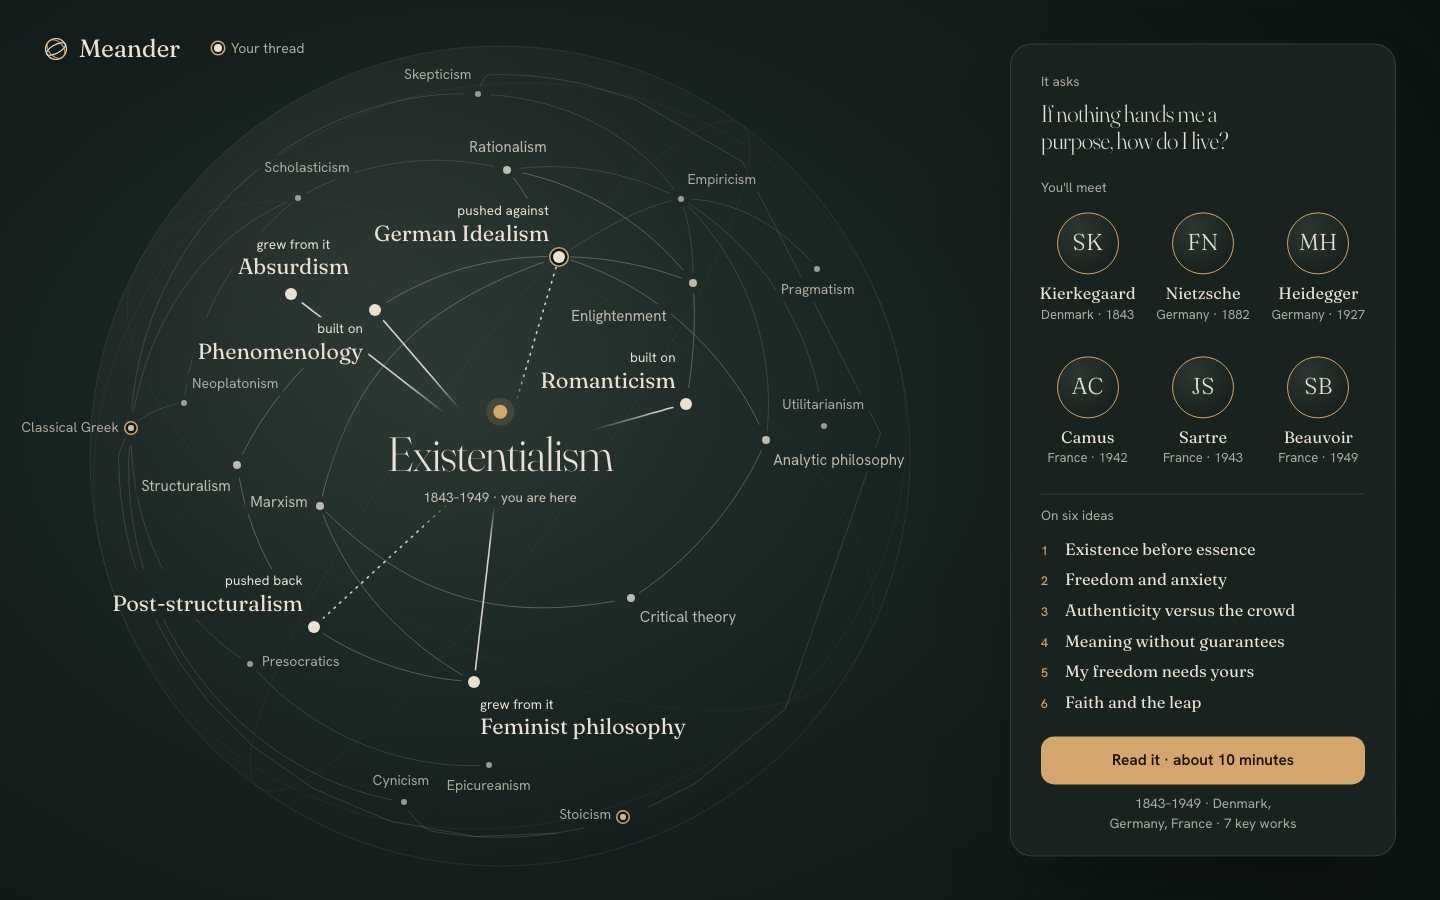 Meander
Your thread
Skepticism
Rationalism
Scholasticism
Empiricism
pushed against
German Idealism
grew from it
Absurdism
Pragmatism
Enlightenment
built on
Phenomenology
built on
Romanticism
Neoplatonism
Utilitarianism
Classical Greek
Existentialism
1843–1949 · you are here
Analytic philosophy
Structuralism
Marxism
pushed back
Post-structuralism
Critical theory
Presocratics
grew from it
Feminist philosophy
Cynicism
Epicureanism
Stoicism
It asks
If nothing hands me a
purpose, how do I live?
You'll meet
SK
FN
MH
Kierkegaard
Nietzsche
Heidegger
Denmark · 1843
Germany · 1882
Germany · 1927
AC
JS
SB
Camus
Sartre
Beauvoir
France · 1942
France · 1943
France · 1949
On six ideas
1 Existence before essence
2 Freedom and anxiety
3 Authenticity versus the crowd
4 Meaning without guarantees
5 My freedom needs yours
6 Faith and the leap
Read it · about 10 minutes
1843–1949 · Denmark,
Germany, France · 7 key works